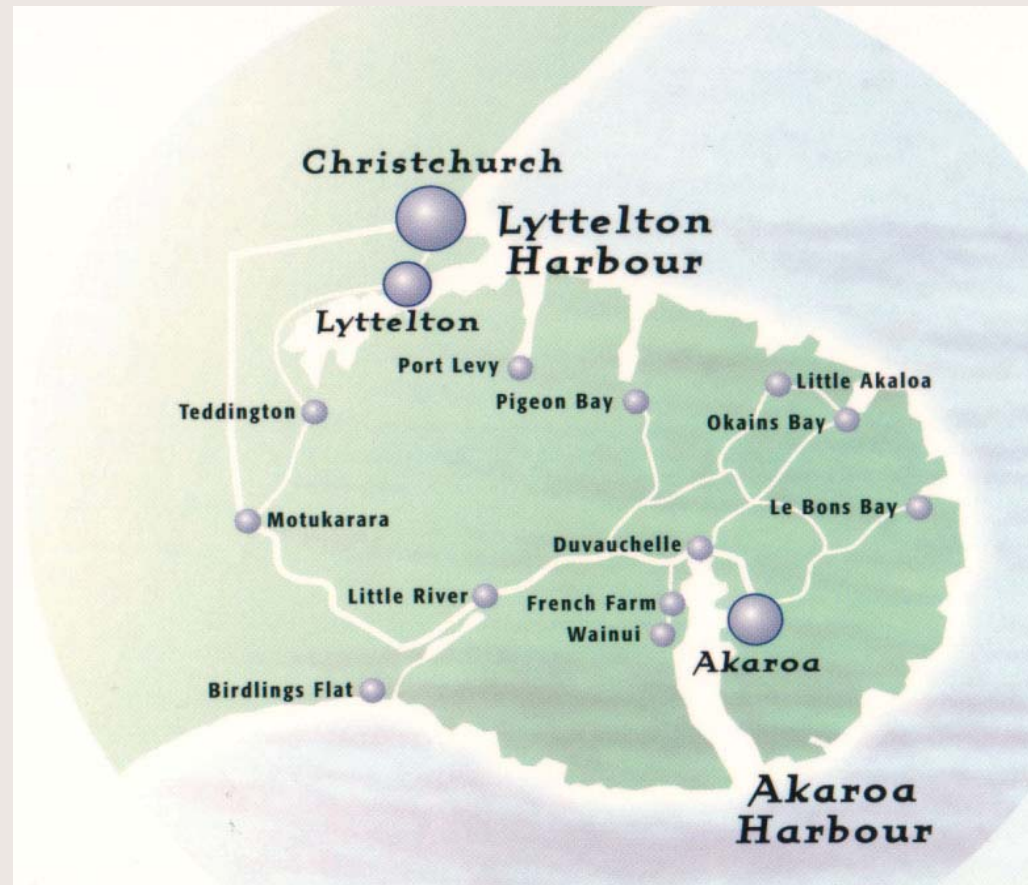 Christchurch
Lyttelton
Harbour
Lyttelton
Port Levy
Little Akaloa
Pigeon Bay
Teddington
Okains Bay
Le Bons Bay
Motukarara
Duvauchelle
Little River
French Farm
Wainui
Akaroa
Birdlings Flat
Akaroa
Harbour